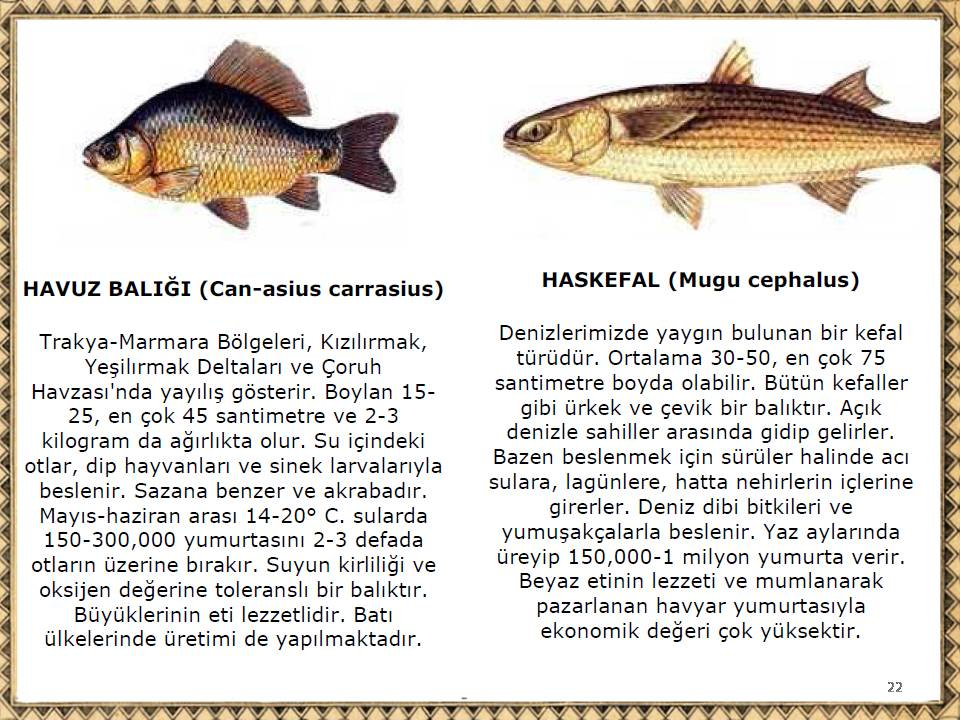 HAVUZ BALIĞI (Can-asius carrasius)
Trakya-Marmara Bölgeleri, Kızılırmak,
Yeşilırmak Deltaları ve Çoruh
Havzası'nda yayılış gösterir. Boylan 15-
25, en çok 45 santimetre ve 2-3
kilogram da ağırlıkta olur. Su içindeki
otlar, dip hayvanları ve sinek larvalarıyla
beslenir. Sazana benzer ve akrabadır.
Mayıs-haziran arası 14-20° C. sularda
150-300,000 yumurtasını 2-3 defada
otların üzerine bırakır. Suyun kirliliği ve
oksijen değerine toleranslı bir balıktır.
Büyüklerinin eti lezzetlidir. Batı
ülkelerinde üretimi de yapılmaktadır.
HASKEFAL (Mugu cephalus)
Denizlerimizde yaygın bulunan bir kefal
türüdür. Ortalama 30-50, en çok 75
santimetre boyda olabilir. Bütün kefaller
gibi ürkek ve çevik bir balıktır. Açık
denizle sahiller arasında gidip gelirler.
Bazen beslenmek için sürüler halinde acı
sulara, lagünlere, hatta nehirlerin içlerine
girerler. Deniz dibi bitkileri ve
yumuşakçalarla beslenir. Yaz aylarında
üreyip 150,000-1 milyon yumurta verir.
Beyaz etinin lezzeti ve mumlanarak
pazarlanan havyar yumurtasıyla
ekonomik değeri çok yüksektir.
22
-